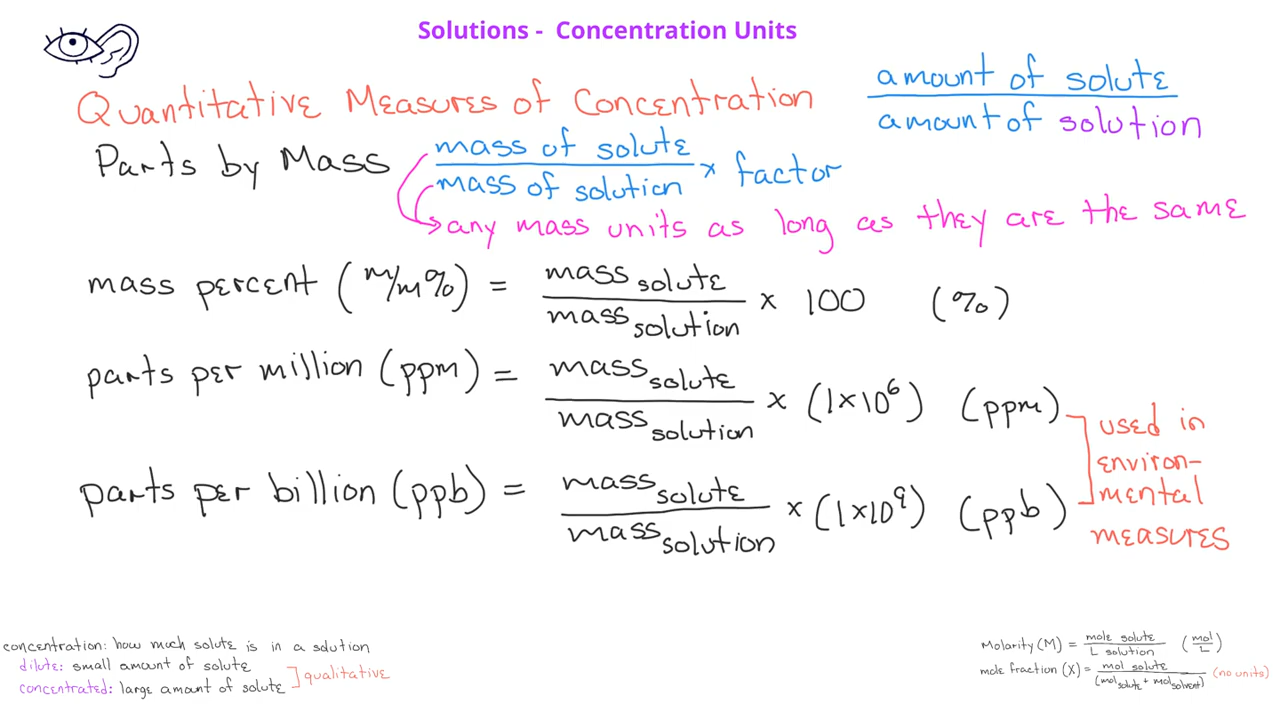 Solutions - Concentration Units
Quantitative Measures of Concentration
amount of solute
amount of solution
Parts by Mass
mass of solute
mass of solution
× factor
any mass units as long as they are the same
mass percent (m/m%) = mass solute / mass solution × 100 (%)
parts per million (ppm) = mass solute / mass solution × (1×10⁶) (ppm)
parts per billion (ppb) = mass solute / mass solution × (1×10⁹) (ppb)
used in
environ-
mental
measures
concentration: how much solute is in a solution
dilute: small amount of solute
concentrated: large amount of solute
qualitative
Molarity (M) = mole solute / L solution (mol/L)
mole fraction (X) = mol solute / (mol solute + mol solvent) (no units)